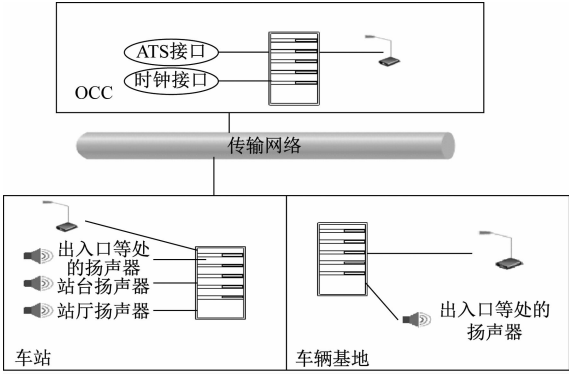 ATS接口
时钟接口
OCC
传输网络
出入口等处
的扬声器
站台扬声器
站厅扬声器
车站
出入口等处的
扬声器
车辆基地